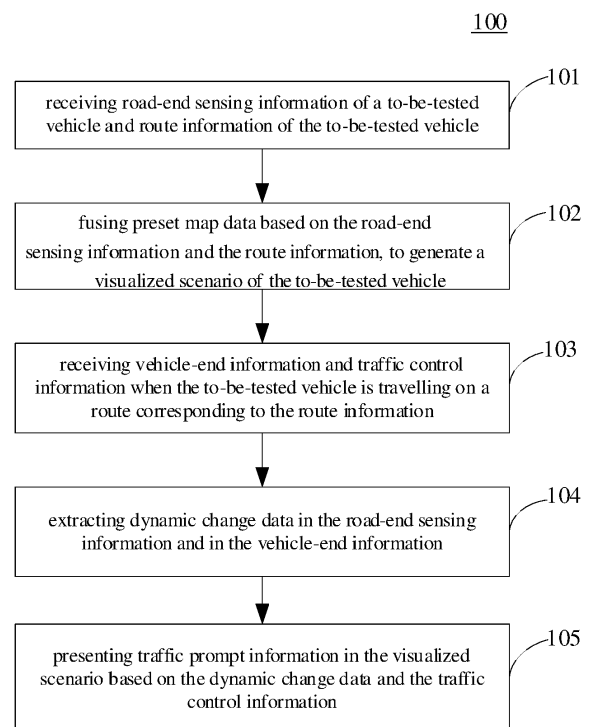 100
101
receiving road-end sensing information of a to-be-tested
vehicle and route information of the to-be-tested vehicle
102
fusing preset map data based on the road-end
sensing information and the route information, to generate a
visualized scenario of the to-be-tested vehicle
103
receiving vehicle-end information and traffic control
information when the to-be-tested vehicle is travelling on a
route corresponding to the route information
104
extracting dynamic change data in the road-end sensing
information and in the vehicle-end information
105
presenting traffic prompt information in the visualized
scenario based on the dynamic change data and the traffic
control information